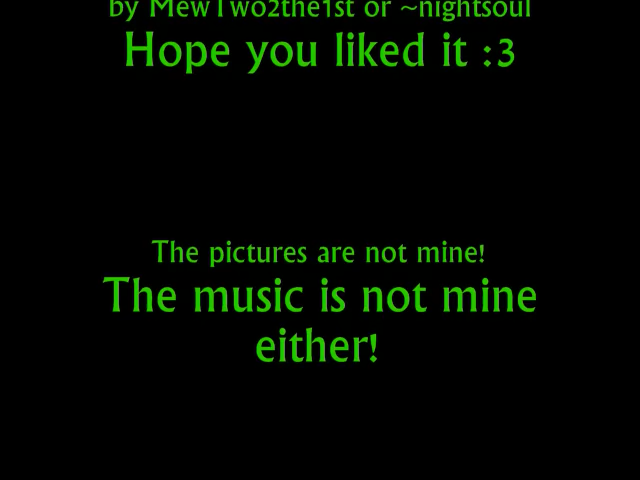 by MewTwo2the1st or ~nightsoul
Hope you liked it :3
The pictures are not mine!
The music is not mine
either!